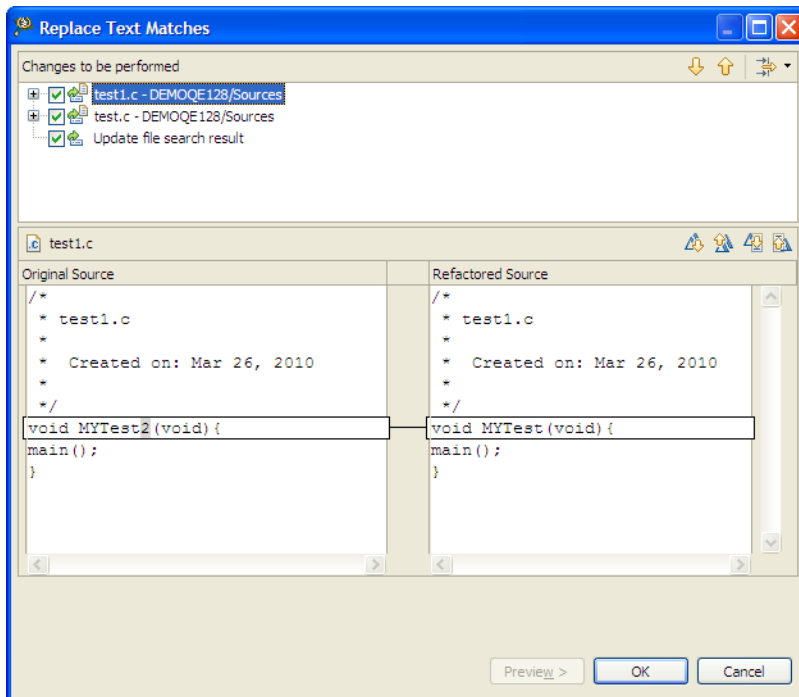 Replace Text Matches
Changes to be performed
test1.c - DEMOQE128/Sources
test.c - DEMOQE128/Sources
Update file search result
.c test1.c
Original Source
/*
* test1.c
*
* Created on: Mar 26, 2010
*
*/
void MYTest2(void){
main();
}
Refactored Source
/*
* test1.c
*
* Created on: Mar 26, 2010
*
*/
void MYTest(void){
main();
}
Preview >
OK
Cancel